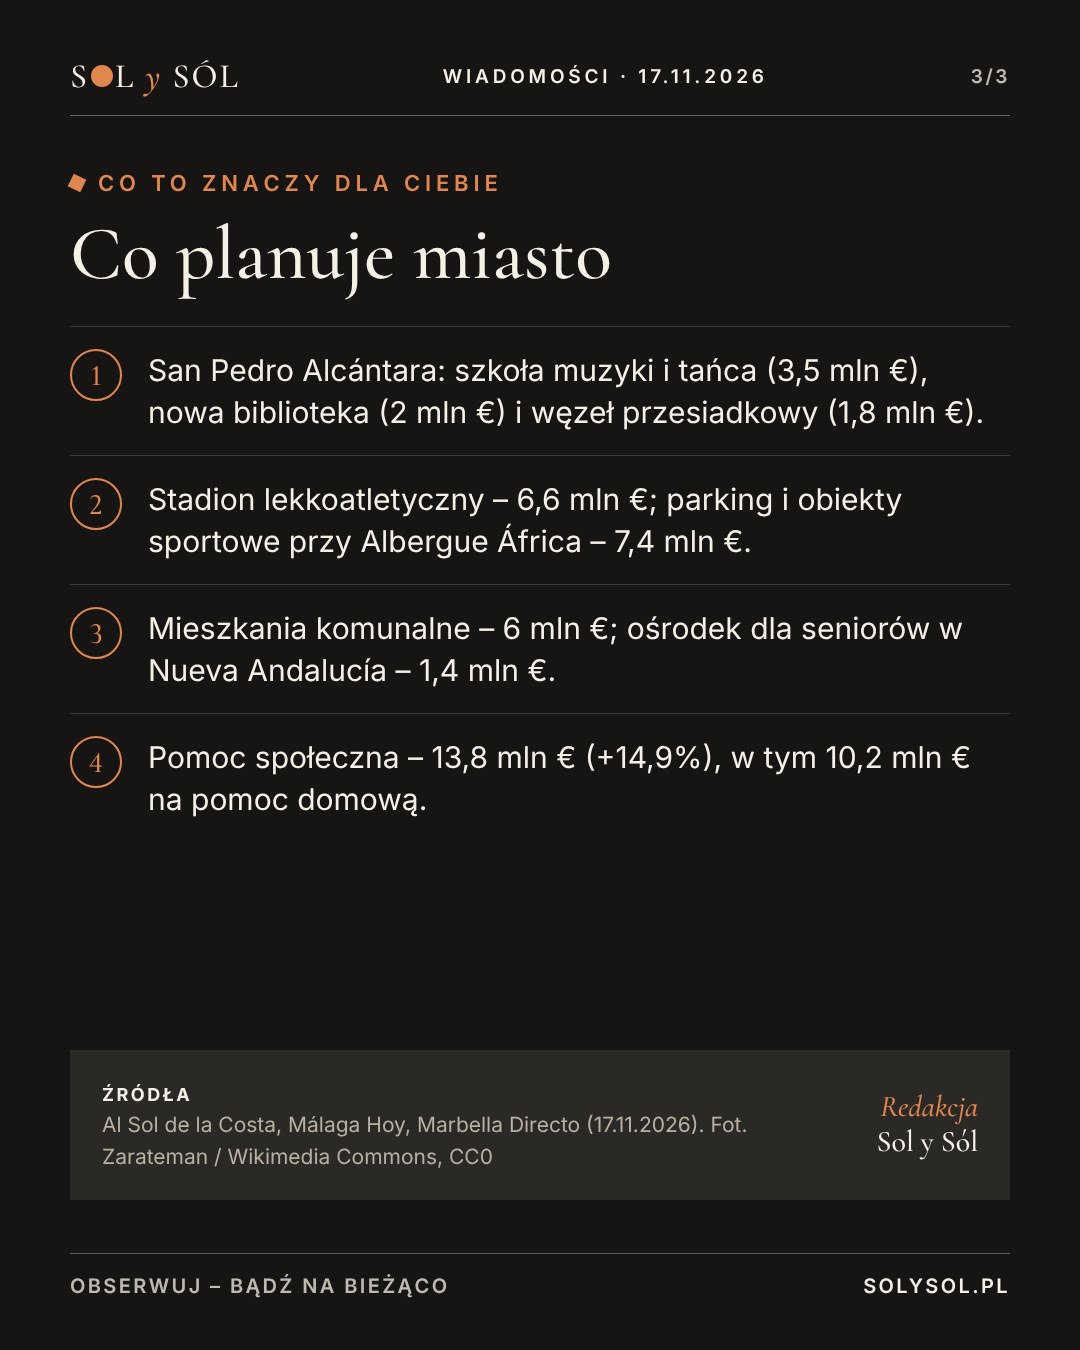 SOL y SÓL
WIADOMOŚCI · 17.11.2026
3/3
CO TO ZNACZY DLA CIEBIE
Co planuje miasto
1
San Pedro Alcántara: szkoła muzyki i tańca (3,5 mln €),
nowa biblioteka (2 mln €) i węzeł przesiadkowy (1,8 mln €).
2
Stadion lekkoatletyczny – 6,6 mln €; parking i obiekty
sportowe przy Albergue África – 7,4 mln €.
3
Mieszkania komunalne – 6 mln €; ośrodek dla seniorów w
Nueva Andalucía – 1,4 mln €.
4
Pomoc społeczna – 13,8 mln € (+14,9%), w tym 10,2 mln €
na pomoc domową.
ŹRÓDŁA
Al Sol de la Costa, Málaga Hoy, Marbella Directo (17.11.2026). Fot.
Zarateman / Wikimedia Commons, CC0
Redakcja
Sol y Sól
OBSERWUJ – BĄDŹ NA BIEŻĄCO
SOLYSOL.PL